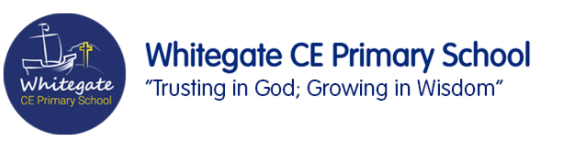 Whitegate
CE Primary School
Whitegate CE Primary School
“Trusting in God; Growing in Wisdom“